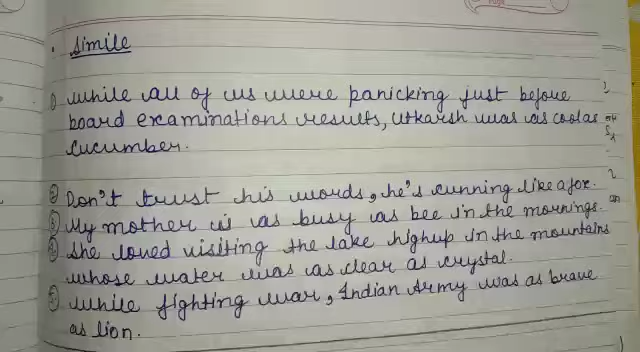 Simile
① While all of us were panicking just before
board examinations results, Utkarsh was as cool as
cucumber.
② Don't trust his words, he's cunning like a fox.
③ My mother is as busy as bee in the mornings.
④ She loved visiting the lake high up in the mountains
whose water was as clear as crystal.
⑤ While fighting war, Indian Army was as brave
as lion.